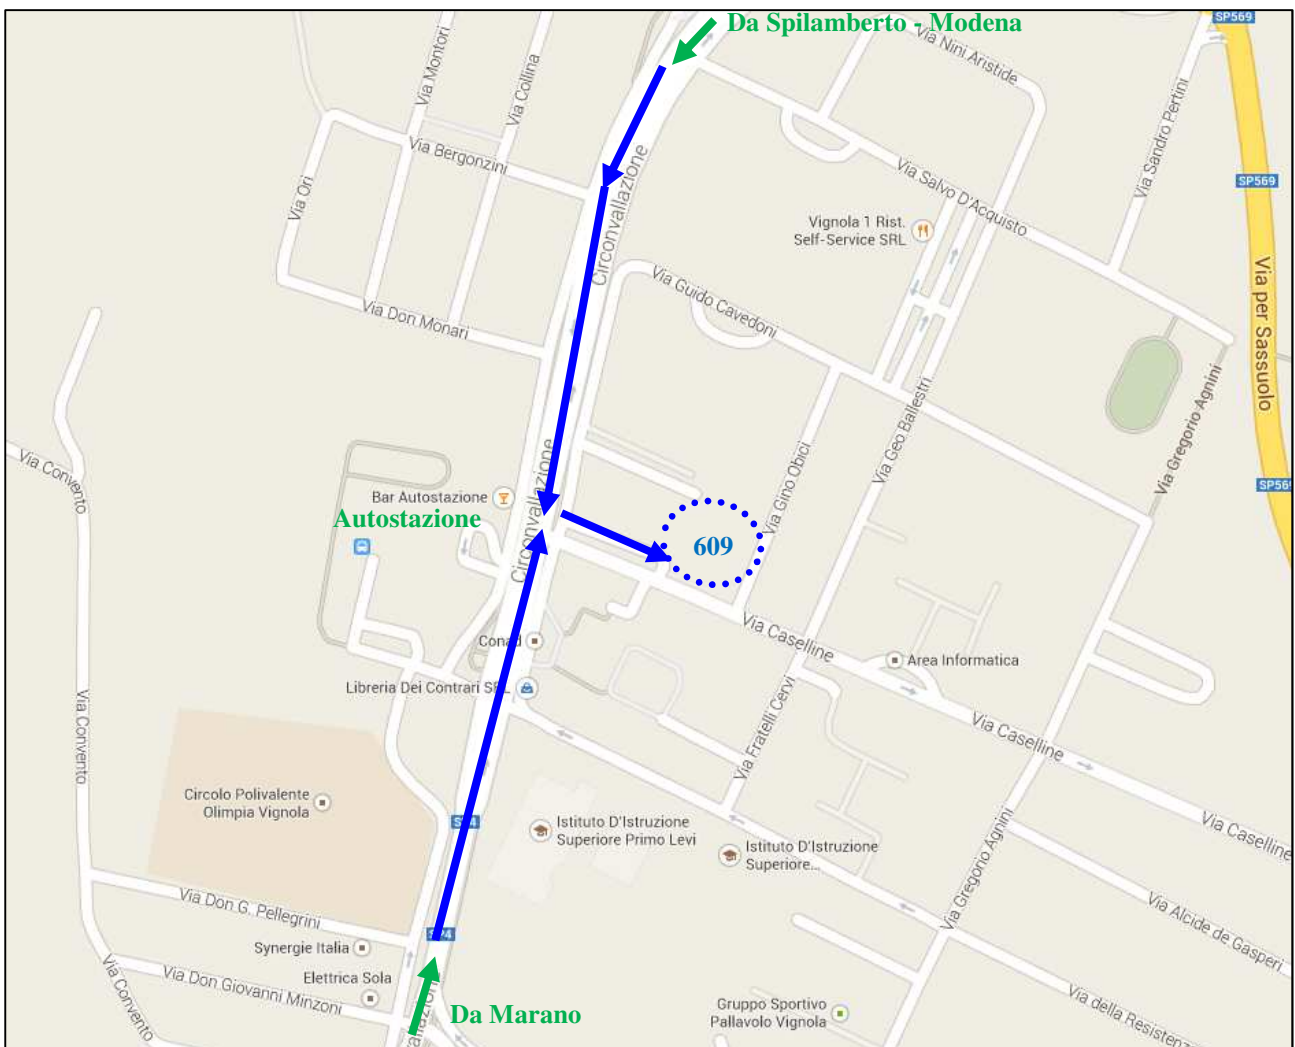 Da Spilamberto - Modena
SP569
Via Nini Aristide
Via Montori
Via Collina
Via Sandro Pertini
Via Bergonzini
Circonvallazione
Via Salvo D'Acquisto
SP569
Via Ori
Vignola 1 Rist.
Self-Service SRL
Via per Sassuolo
Via Guido Cavedoni
Via Don Monari
Via Gregorio Agnini
Via Geo Ballestri
Via Gino Obici
Via Convento
Bar Autostazione
Circonvallazione
SP56
Autostazione
609
Circonvallazione
Via Caselline
Conad
Area Informatica
Libreria Dei Contrari SRL
Via Fratelli Cervi
Via Convento
Via Caselline
Circolo Polivalente
Olimpia Vignola
SP4
Istituto D'Istruzione
Superiore Primo Levi
Istituto D'Istruzione
Superiore...
Via Caselline
Via Gregorio Agnini
Via Don G. Pellegrini
Via Alcide de Gasperi
Synergie Italia
Via Convento
Via Don Giovanni Minzoni
Elettrica Sola
Da Marano
Gruppo Sportivo
Pallavolo Vignola
Via della Resistenz